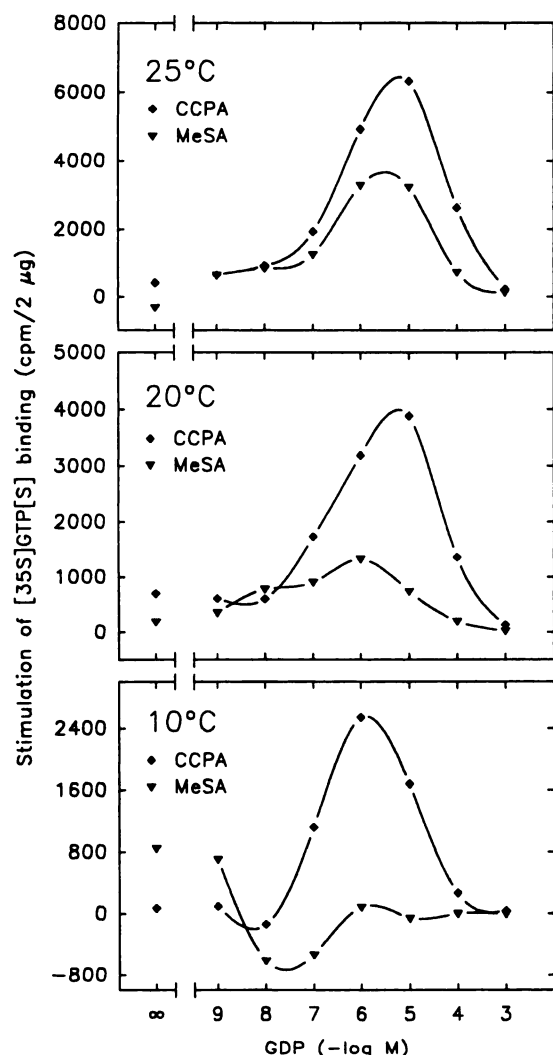 Stimulation of [35S]GTP[S] binding (cpm/2 μg)
8000
6000
4000
2000
0
25°C
CCPA
MeSA
5000
4000
3000
2000
1000
0
20°C
CCPA
MeSA
2400
1600
800
0
-800
10°C
CCPA
MeSA
∞ 9 8 7 6 5 4 3
GDP (-log M)